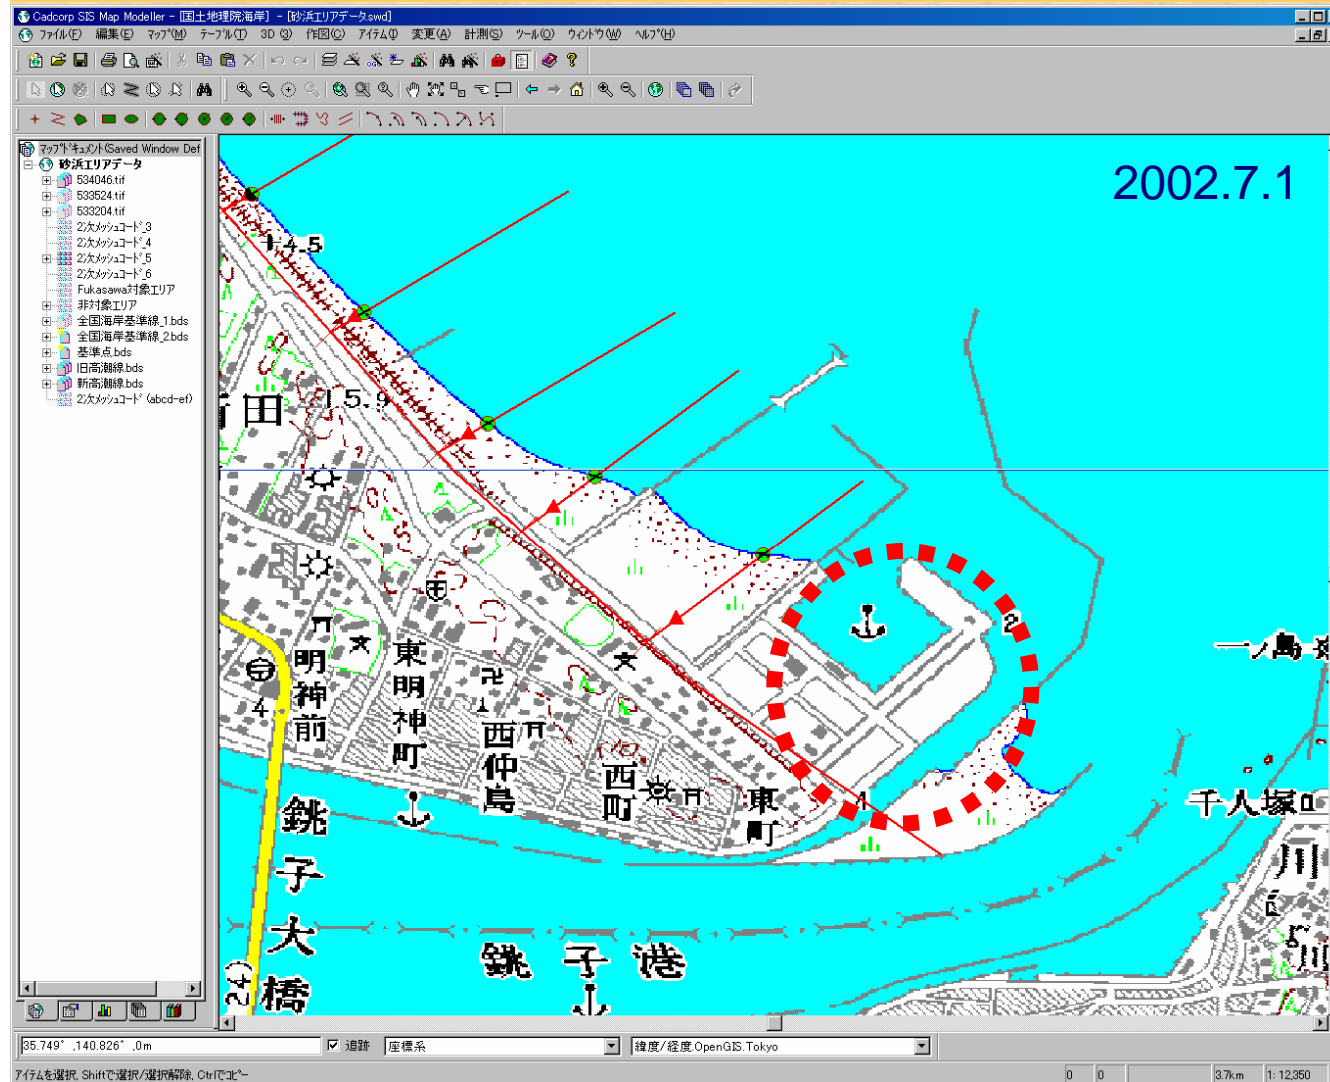 Cadcorp SIS Map Modeller - [国土地理院海岸] - [砂浜エリアデータ.swd]
ファイル(F) 編集(E) マップ(M) テーブル(T) 3D (3) 作図(C) アイテム(I) 変更(A) 計測(S) ツール(O) ウィンドウ(W) ヘルプ(H)
マップドキュメント(Saved Window Def
砂浜エリアデータ
534046.tif
533524.tif
533204.tif
2次メッシュコード_3
2次メッシュコード_4
2次メッシュコード_5
2次メッシュコード_6
Fukasawa対象エリア
非対象エリア
全国海岸基準線_1.bds
全国海岸基準線_2.bds
基準点.bds
旧高潮線.bds
新高潮線.bds
2次メッシュコード (abcd-ef)
2002.7.1
4.5
5.9
田
明神前
東明神町
西仲島
西町
東町
4
2
一ノ島
千人塚
川
銚子大橋
銚子港
24)
35.749° ,140.826° ,0m
追跡
座標系
緯度/経度.OpenGIS.Tokyo
アイテムを選択, Shiftで選択/選択解除, Ctrlでコピー
0 0 3.7km 1: 12,350